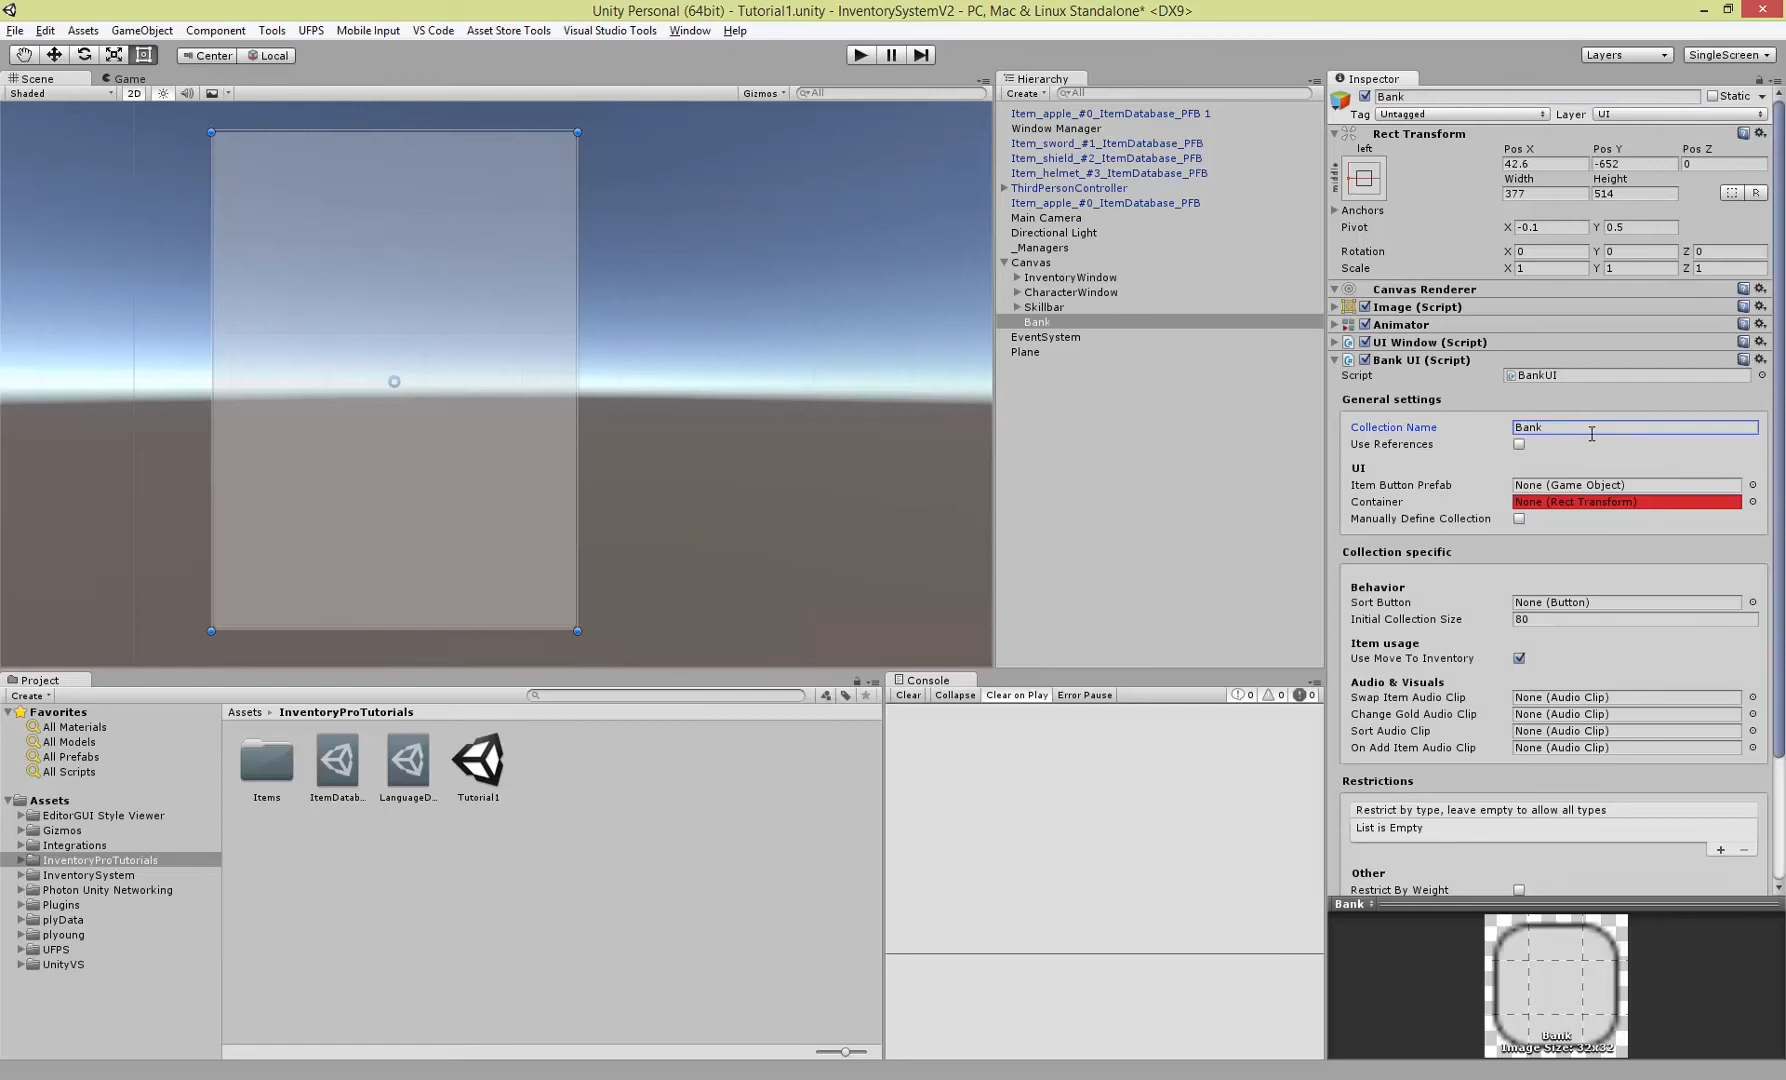 Unity Personal (64bit) - Tutorial1.unity - InventorySystemV2 - PC, Mac & Linux Standalone* <DX9>
File Edit Assets GameObject Component Tools UFPS Mobile Input VS Code Asset Store Tools Visual Studio Tools Window Help
Center Local Layers SingleScreen
Scene Game
Shaded 2D Gizmos All
Hierarchy
Create All
Item_apple_#0_ItemDatabase_PFB 1
Window Manager
Item_sword_#1_ItemDatabase_PFB
Item_shield_#2_ItemDatabase_PFB
Item_helmet_#3_ItemDatabase_PFB
ThirdPersonController
Item_apple_#0_ItemDatabase_PFB
Main Camera
Directional Light
_Managers
Canvas
InventoryWindow
CharacterWindow
Skillbar
Bank
EventSystem
Plane
Inspector
Bank Static
Tag Untagged Layer UI
Rect Transform
left Pos X Pos Y Pos Z
middle 42.6 -652 0
Width Height
377 514 R
Anchors
Pivot X -0.1 Y 0.5
Rotation X 0 Y 0 Z 0
Scale X 1 Y 1 Z 1
Canvas Renderer
Image (Script)
Animator
UI Window (Script)
Bank UI (Script)
Script BankUI
General settings
Collection Name Bank
Use References
UI
Item Button Prefab None (Game Object)
Container None (Rect Transform)
Manually Define Collection
Collection specific
Behavior
Sort Button None (Button)
Initial Collection Size 80
Item usage
Use Move To Inventory
Audio & Visuals
Swap Item Audio Clip None (Audio Clip)
Change Gold Audio Clip None (Audio Clip)
Sort Audio Clip None (Audio Clip)
On Add Item Audio Clip None (Audio Clip)
Restrictions
Restrict by type, leave empty to allow all types
List is Empty
+ −
Other
Restrict By Weight
Bank
Bank
Image Size: 32x32
Project
Create
Favorites
All Materials
All Models
All Prefabs
All Scripts
Assets
EditorGUI Style Viewer
Gizmos
Integrations
InventoryProTutorials
InventorySystem
Photon Unity Networking
Plugins
plyData
plyoung
UFPS
UnityVS
Assets InventoryProTutorials
Items ItemDatab... LanguageD... Tutorial1
Console
Clear Collapse Clear on Play Error Pause 0 0 0